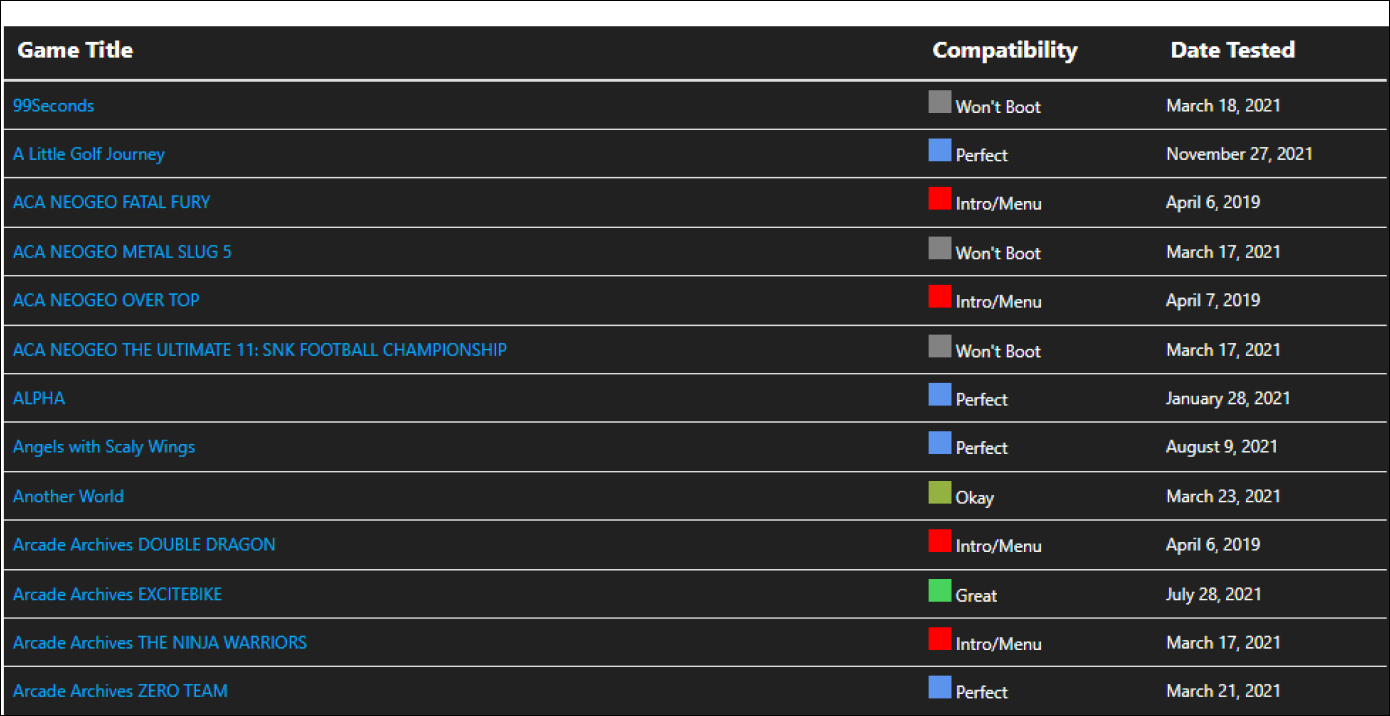 Game Title Compatibility Date Tested
99Seconds Won't Boot March 18, 2021
A Little Golf Journey Perfect November 27, 2021
ACA NEOGEO FATAL FURY Intro/Menu April 6, 2019
ACA NEOGEO METAL SLUG 5 Won't Boot March 17, 2021
ACA NEOGEO OVER TOP Intro/Menu April 7, 2019
ACA NEOGEO THE ULTIMATE 11: SNK FOOTBALL CHAMPIONSHIP Won't Boot March 17, 2021
ALPHA Perfect January 28, 2021
Angels with Scaly Wings Perfect August 9, 2021
Another World Okay March 23, 2021
Arcade Archives DOUBLE DRAGON Intro/Menu April 6, 2019
Arcade Archives EXCITEBIKE Great July 28, 2021
Arcade Archives THE NINJA WARRIORS Intro/Menu March 17, 2021
Arcade Archives ZERO TEAM Perfect March 21, 2021